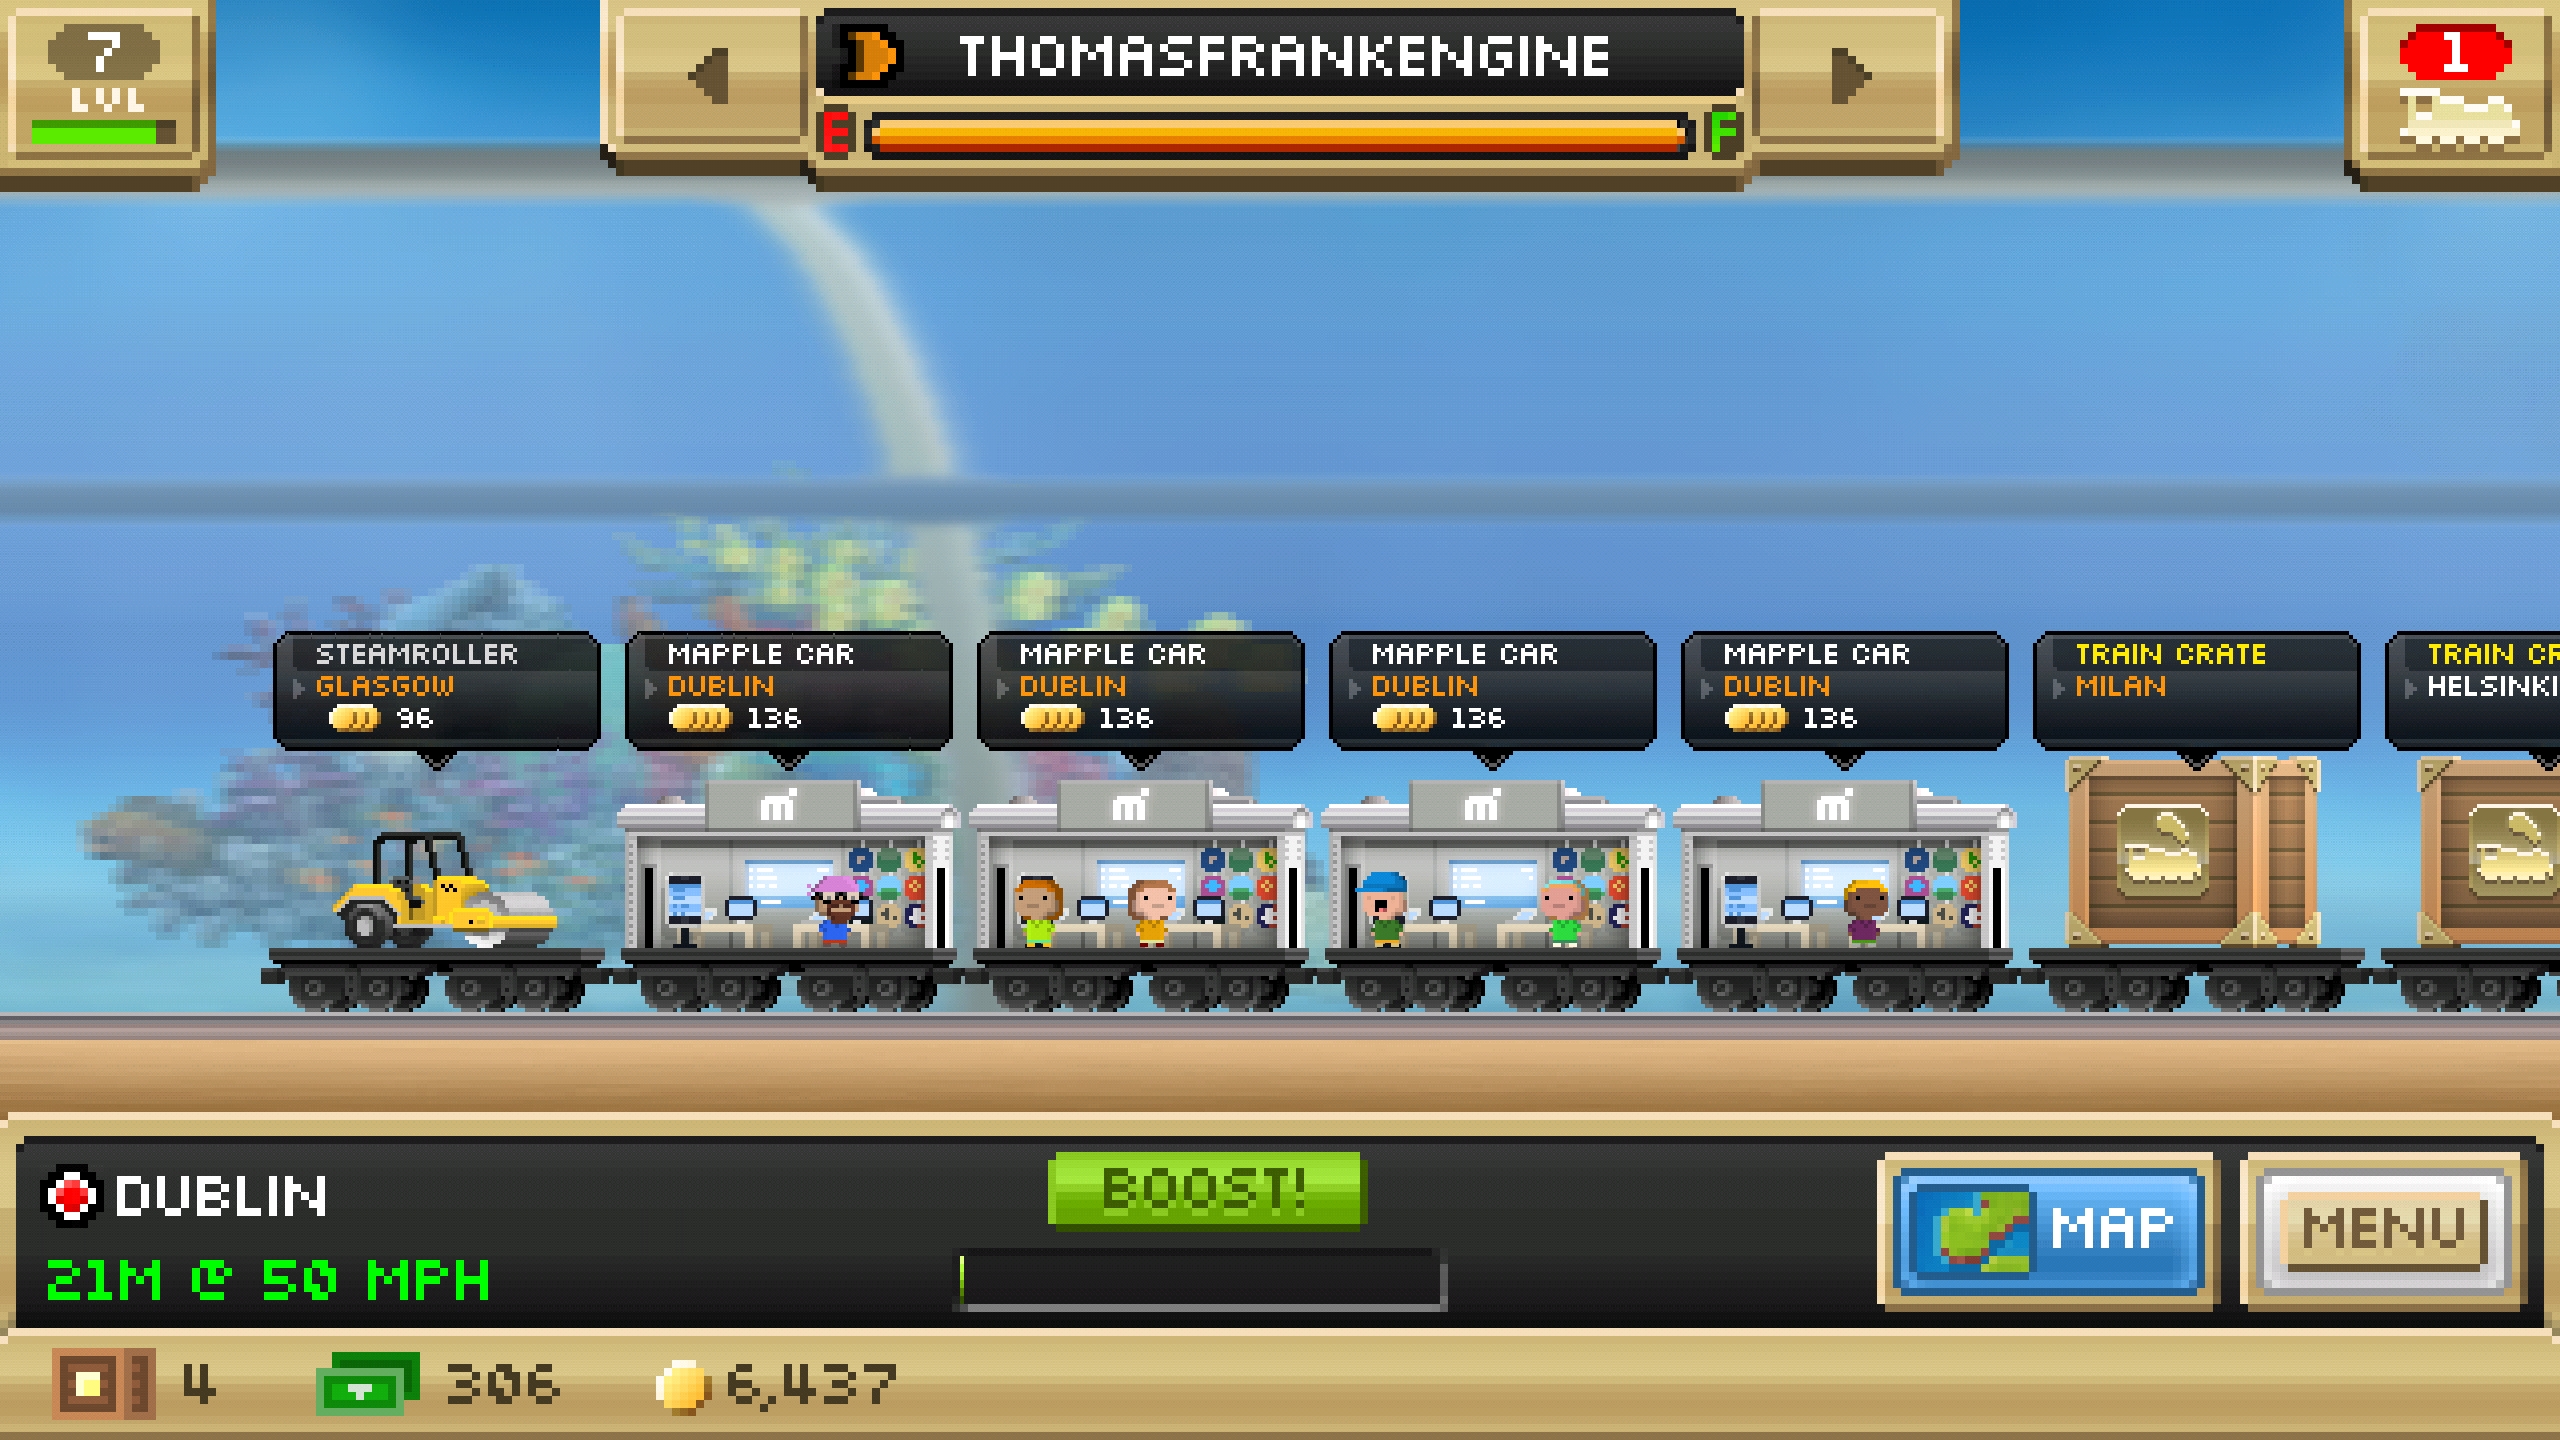 7
LVL
THOMASFRANKENGINE
E
F
1
STEAMROLLER
GLASGOW
96
MAPPLE CAR
DUBLIN
136
MAPPLE CAR
DUBLIN
136
MAPPLE CAR
DUBLIN
136
MAPPLE CAR
DUBLIN
136
TRAIN CRATE
MILAN
TRAIN CR
HELSINKI
m
m
m
m
DUBLIN
21M @ 50 MPH
BOOST!
MAP
MENU
4
306
6,437